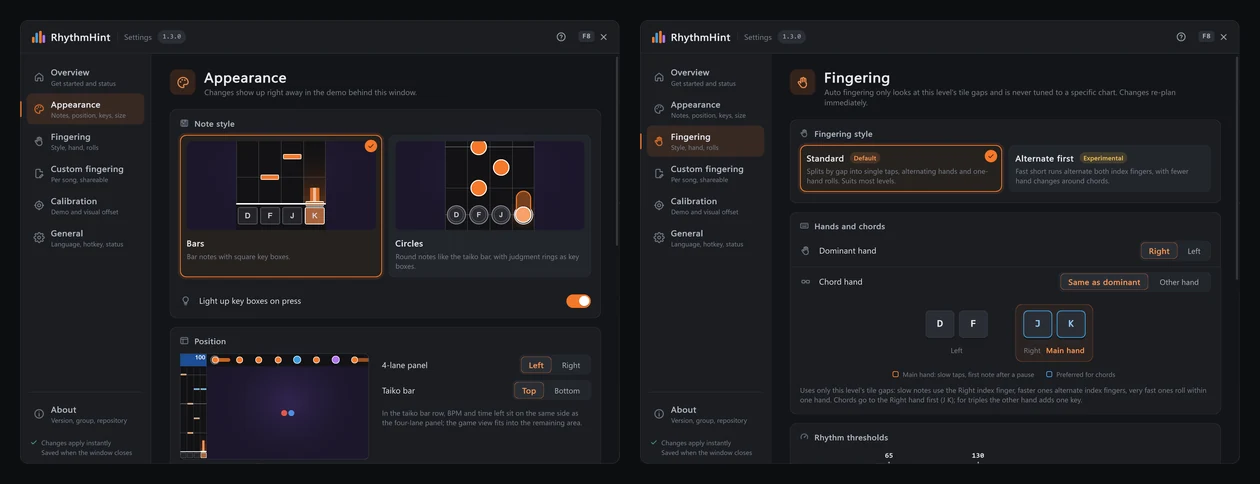 RhythmHint Settings 1.3.0 F8
Overview
Get started and status
Appearance
Notes, position, keys, size
Fingering
Style, hand, rolls
Custom fingering
Per song, shareable
Calibration
Demo and visual offset
General
Language, hotkey, status
About
Version, group, repository
Changes apply instantly
Saved when the window closes
Appearance
Changes show up right away in the demo behind this window.
Note style
D F J K
Bars
Bar notes with square key boxes.
D F J
Circles
Round notes like the taiko bar, with judgment rings as key
boxes.
Light up key boxes on press
Position
100
4-lane panel Left Right
Taiko bar Top Bottom
In the taiko bar row, BPM and time left sit on the same side as
the four-lane panel; the game view fits into the remaining area.
RhythmHint Settings 1.3.0 F8
Overview
Get started and status
Appearance
Notes, position, keys, size
Fingering
Style, hand, rolls
Custom fingering
Per song, shareable
Calibration
Demo and visual offset
General
Language, hotkey, status
About
Version, group, repository
Changes apply instantly
Saved when the window closes
Fingering
Auto fingering only looks at this level's tile gaps and is never tuned to a specific chart. Changes re-plan
immediately.
Fingering style
Standard Default
Splits by gap into single taps, alternating hands and one-
hand rolls. Suits most levels.
Alternate first Experimental
Fast short runs alternate both index fingers, with fewer
hand changes around chords.
Hands and chords
Dominant hand Right Left
Chord hand Same as dominant Other hand
D F
Left
J K
Right Main hand
Main hand: slow taps, first note after a pause Preferred for chords
Uses only this level's tile gaps: slow notes use the Right index finger, faster ones alternate index fingers, very fast ones roll within
one hand. Chords go to the Right hand first (J K); for triples the other hand adds one key.
Rhythm thresholds
65 130